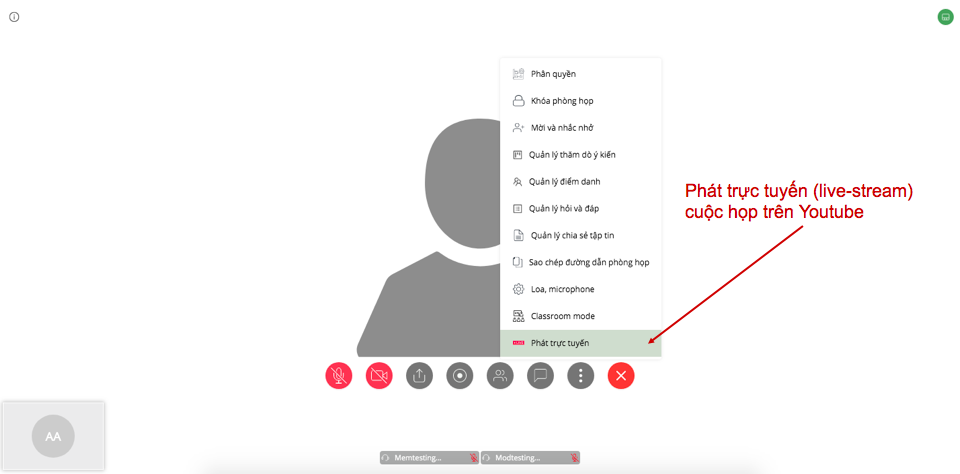 Phân quyền
Khóa phòng họp
Mời và nhắc nhở
Quản lý thăm dò ý kiến
Quản lý điểm danh
Quản lý hỏi và đáp
Quản lý chia sẻ tập tin
Sao chép đường dẫn phòng họp
Loa, microphone
Classroom mode
Phát trực tuyến
Phát trực tuyến (live-stream)
cuộc họp trên Youtube
AA
Memtesting...
Modtesting...